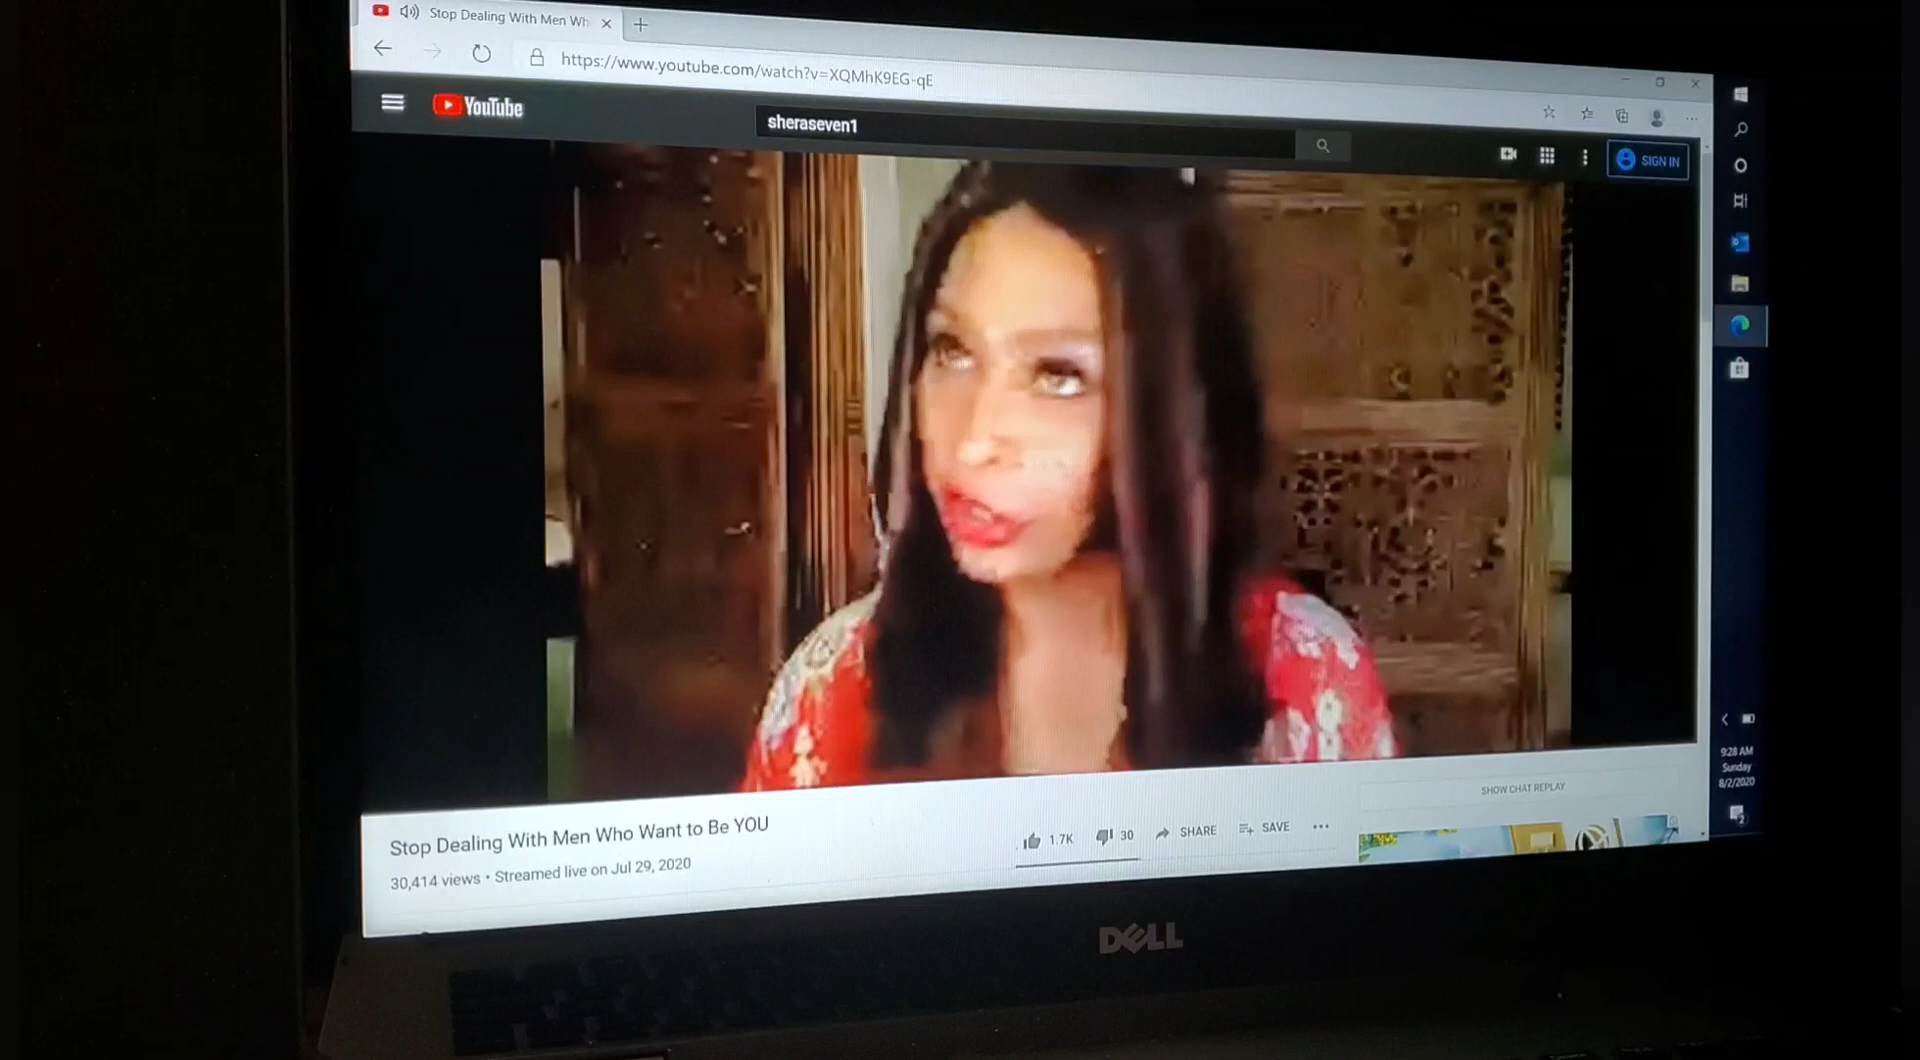 Stop Dealing With Men Wh
https://www.youtube.com/watch?v=XQMhK9EG-qE
YouTube
sheraseven1
SIGN IN
Stop Dealing With Men Who Want to Be YOU
30,414 views • Streamed live on Jul 29, 2020
1.7K
30
SHARE
SAVE
SHOW CHAT REPLAY
9:28 AM
Sunday
8/2/2020
2
DELL